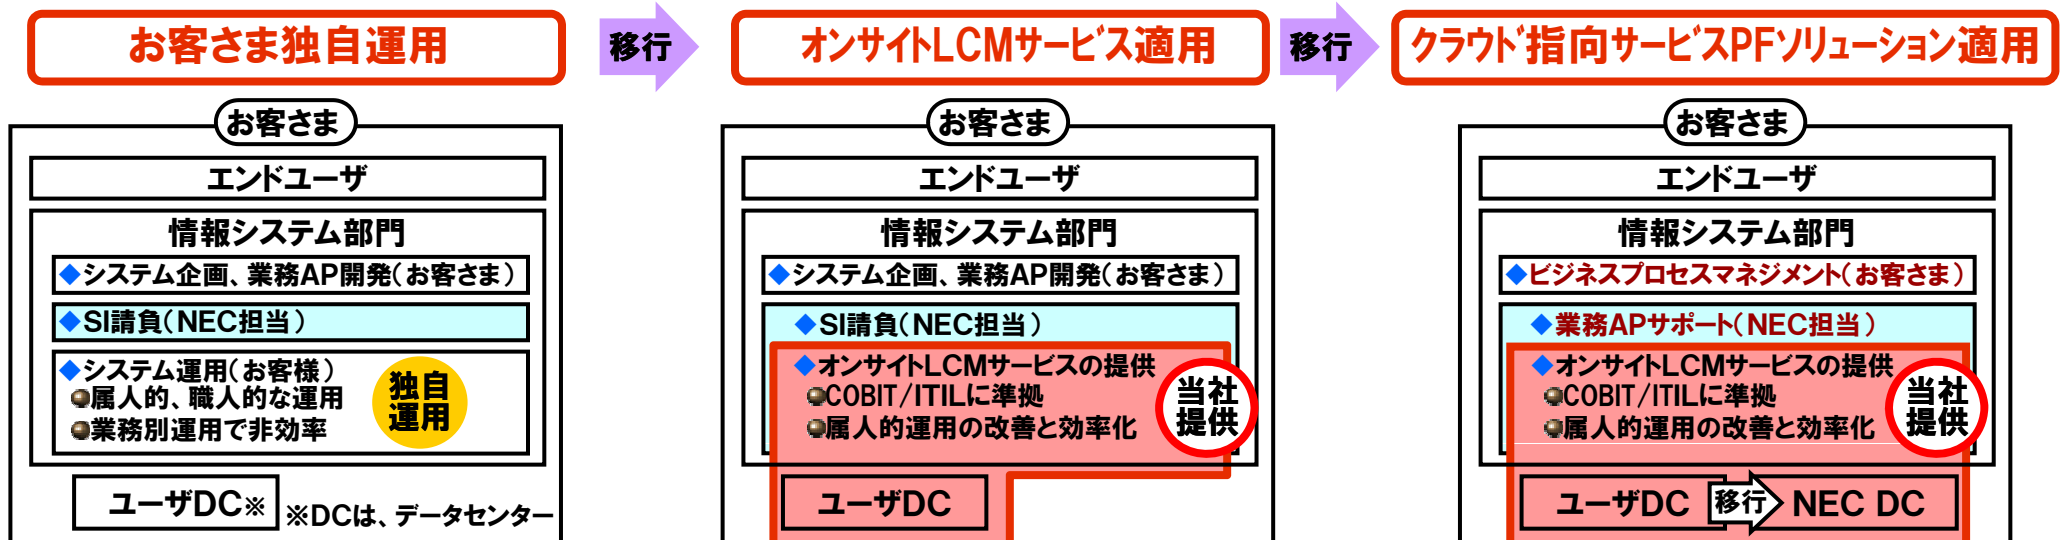 お客さま独自運用
移行
オンサイトLCMサービス適用
移行
クラウド指向サービスPFソリューション適用
お客さま
エンドユーザ
情報システム部門
◆システム企画、業務AP開発(お客さま)
◆SI請負(NEC担当)
◆システム運用(お客様)
●属人的、職人的な運用
●業務別運用で非効率
独自
運用
ユーザDC※
※DCは、データセンター
お客さま
エンドユーザ
情報システム部門
◆システム企画、業務AP開発(お客さま)
◆SI請負(NEC担当)
◆オンサイトLCMサービスの提供
●COBIT/ITILに準拠
●属人的運用の改善と効率化
当社
提供
ユーザDC
お客さま
エンドユーザ
情報システム部門
◆ビジネスプロセスマネジメント(お客さま)
◆業務APサポート(NEC担当)
◆オンサイトLCMサービスの提供
●COBIT/ITILに準拠
●属人的運用の改善と効率化
当社
提供
ユーザDC
移行
NEC DC